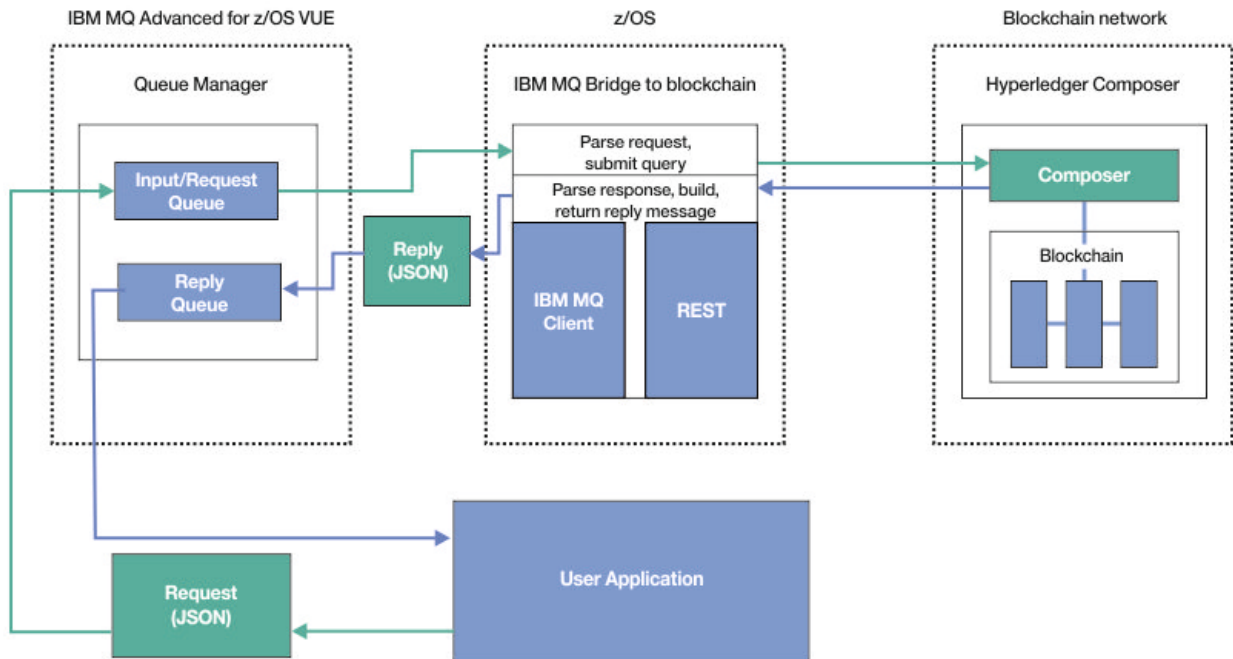 IBM MQ Advanced for z/OS VUE
z/OS
Blockchain network
Queue Manager
IBM MQ Bridge to blockchain
Hyperledger Composer
Input/Request
Queue
Parse request,
submit query
Composer
Parse response, build,
return reply message
Reply
(JSON)
Reply
Queue
IBM MQ
Client
REST
Blockchain
User Application
Request
(JSON)